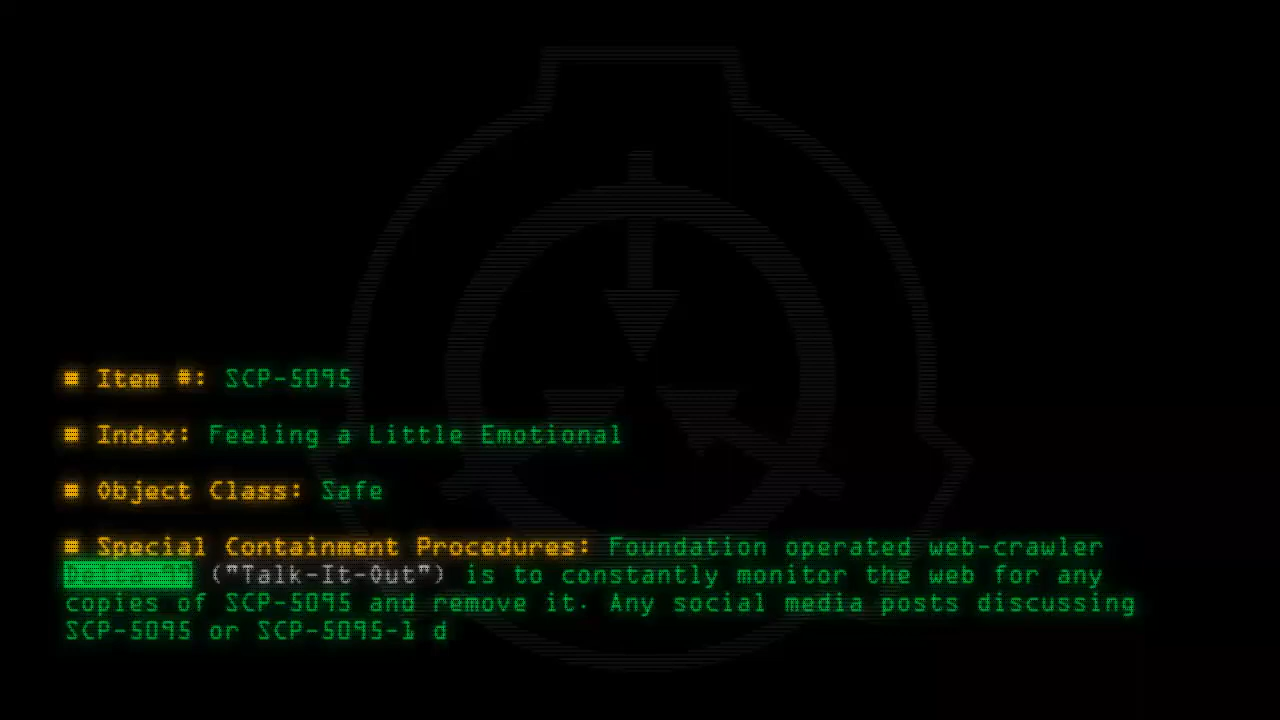 ■ Item #: SCP-5095
■ Index: Feeling a Little Emotional
■ Object Class: Safe
■ Special Containment Procedures: Foundation operated web-crawler
("Talk-It-Out") is to constantly monitor the web for any
copies of SCP-5095 and remove it. Any social media posts discussing
SCP-5095 or SCP-5095-1 d